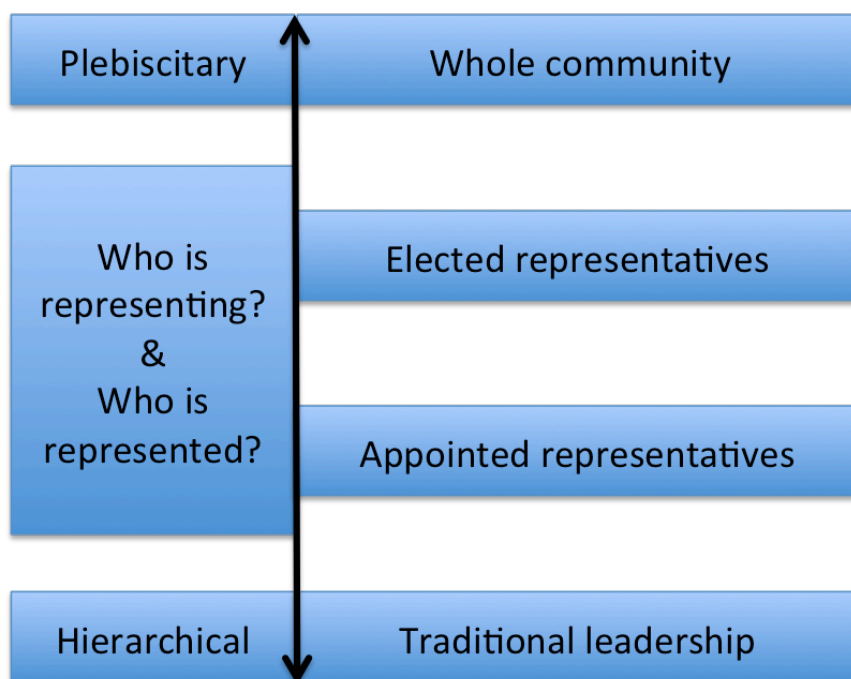 Plebiscitary
Whole community
Who is
representing?
&
Who is
represented?
Elected representatives
Appointed representatives
Hierarchical
Traditional leadership